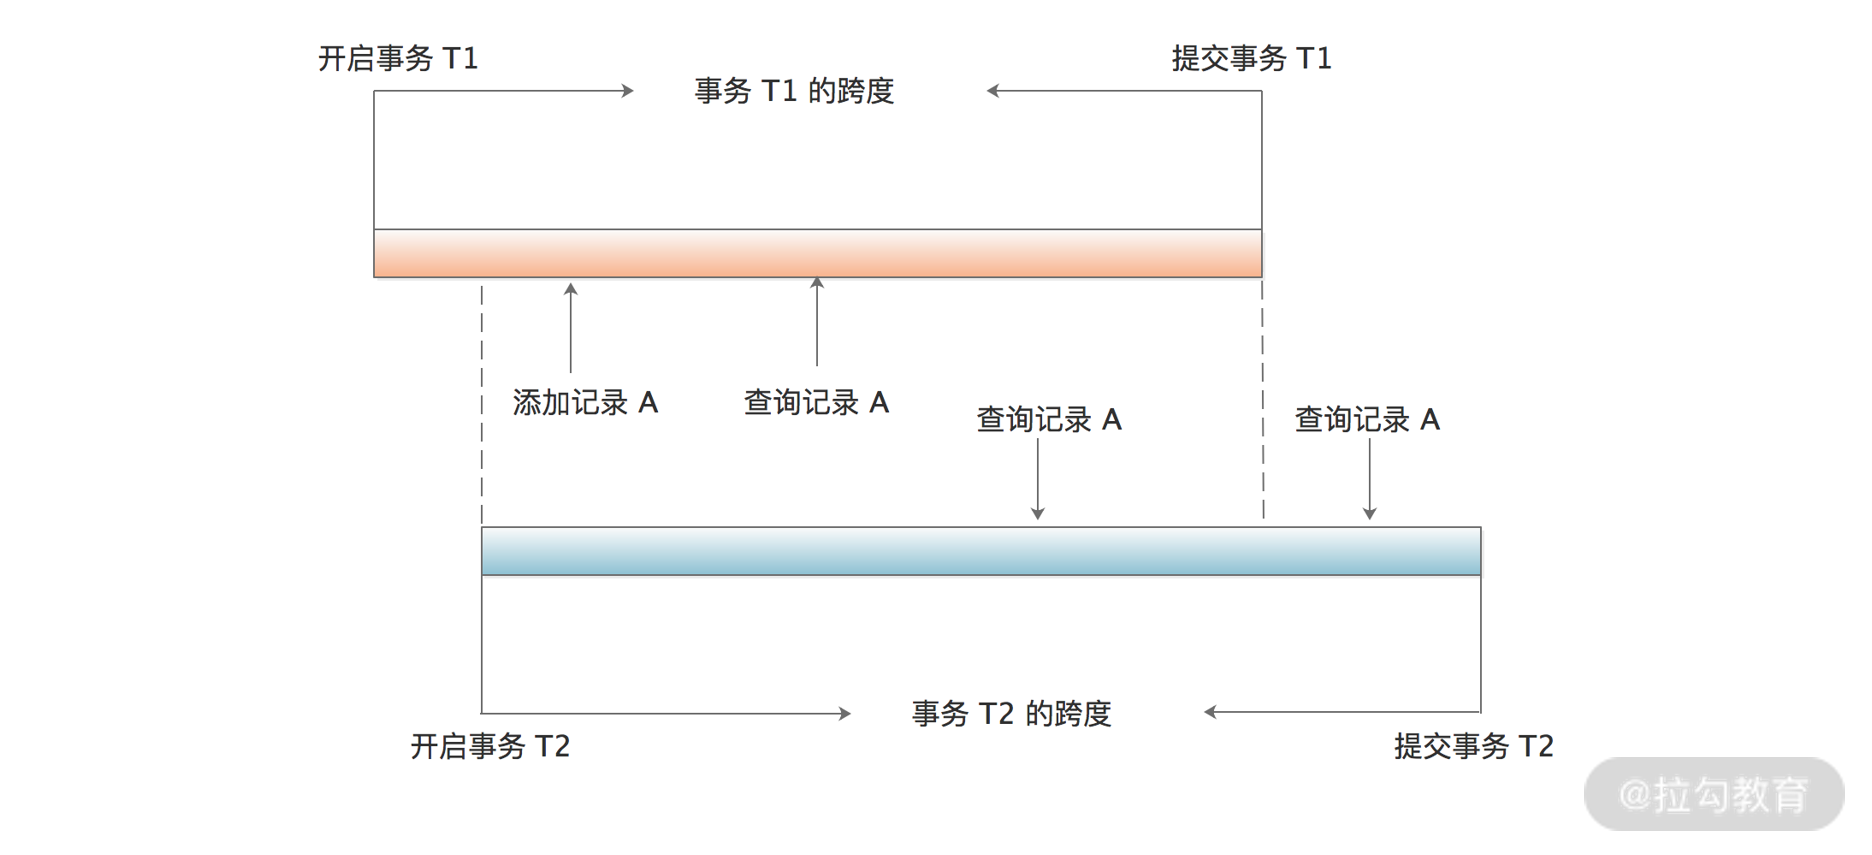 开启事务 T1
提交事务 T1
事务 T1 的跨度
添加记录 A
查询记录 A
查询记录 A
查询记录 A
事务 T2 的跨度
开启事务 T2
提交事务 T2
@拉勾教育